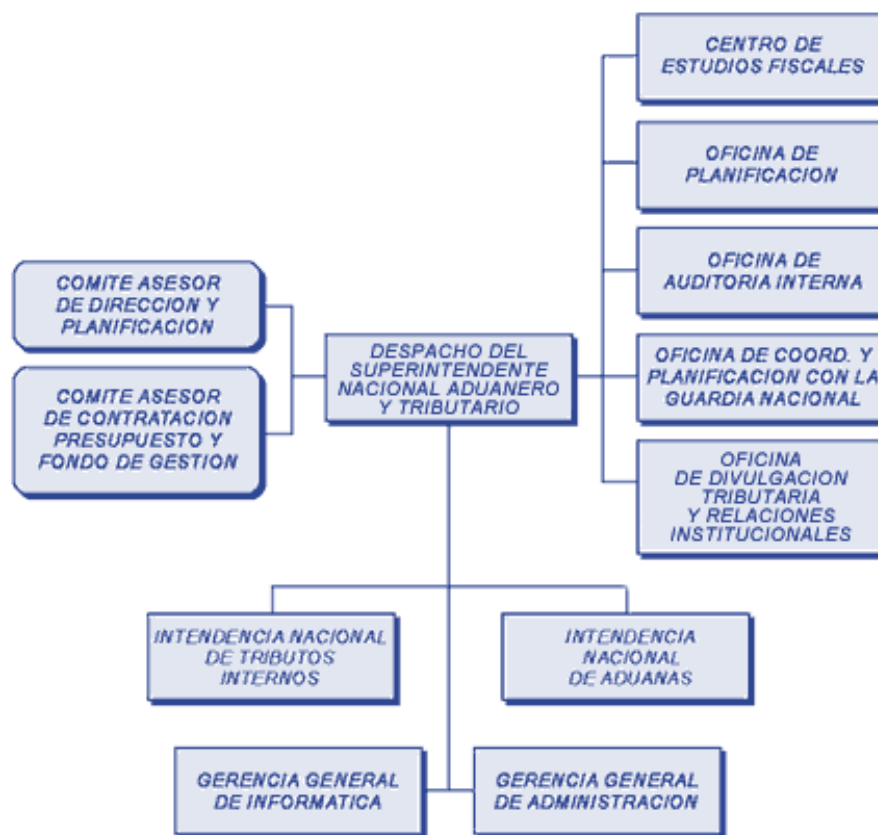 CENTRO DE
ESTUDIOS FISCALES
OFICINA DE
PLANIFICACION
OFICINA DE
AUDITORIA INTERNA
COMITE ASESOR
DE DIRECCION Y
PLANIFICACION
DESPACHO DEL
SUPERINTENDENTE
NACIONAL ADUANERO
Y TRIBUTARIO
OFICINA DE COORD. Y
PLANIFICACION CON LA
GUARDIA NACIONAL
COMITE ASESOR
DE CONTRATACION
PRESUPUESTO Y
FONDO DE GESTION
OFICINA
DE DIVULGACION
TRIBUTARIA
Y RELACIONES
INSTITUCIONALES
INTENDENCIA NACIONAL
DE TRIBUTOS
INTERNOS
INTENDENCIA
NACIONAL
DE ADUANAS
GERENCIA GENERAL
DE INFORMATICA
GERENCIA GENERAL
DE ADMINISTRACION